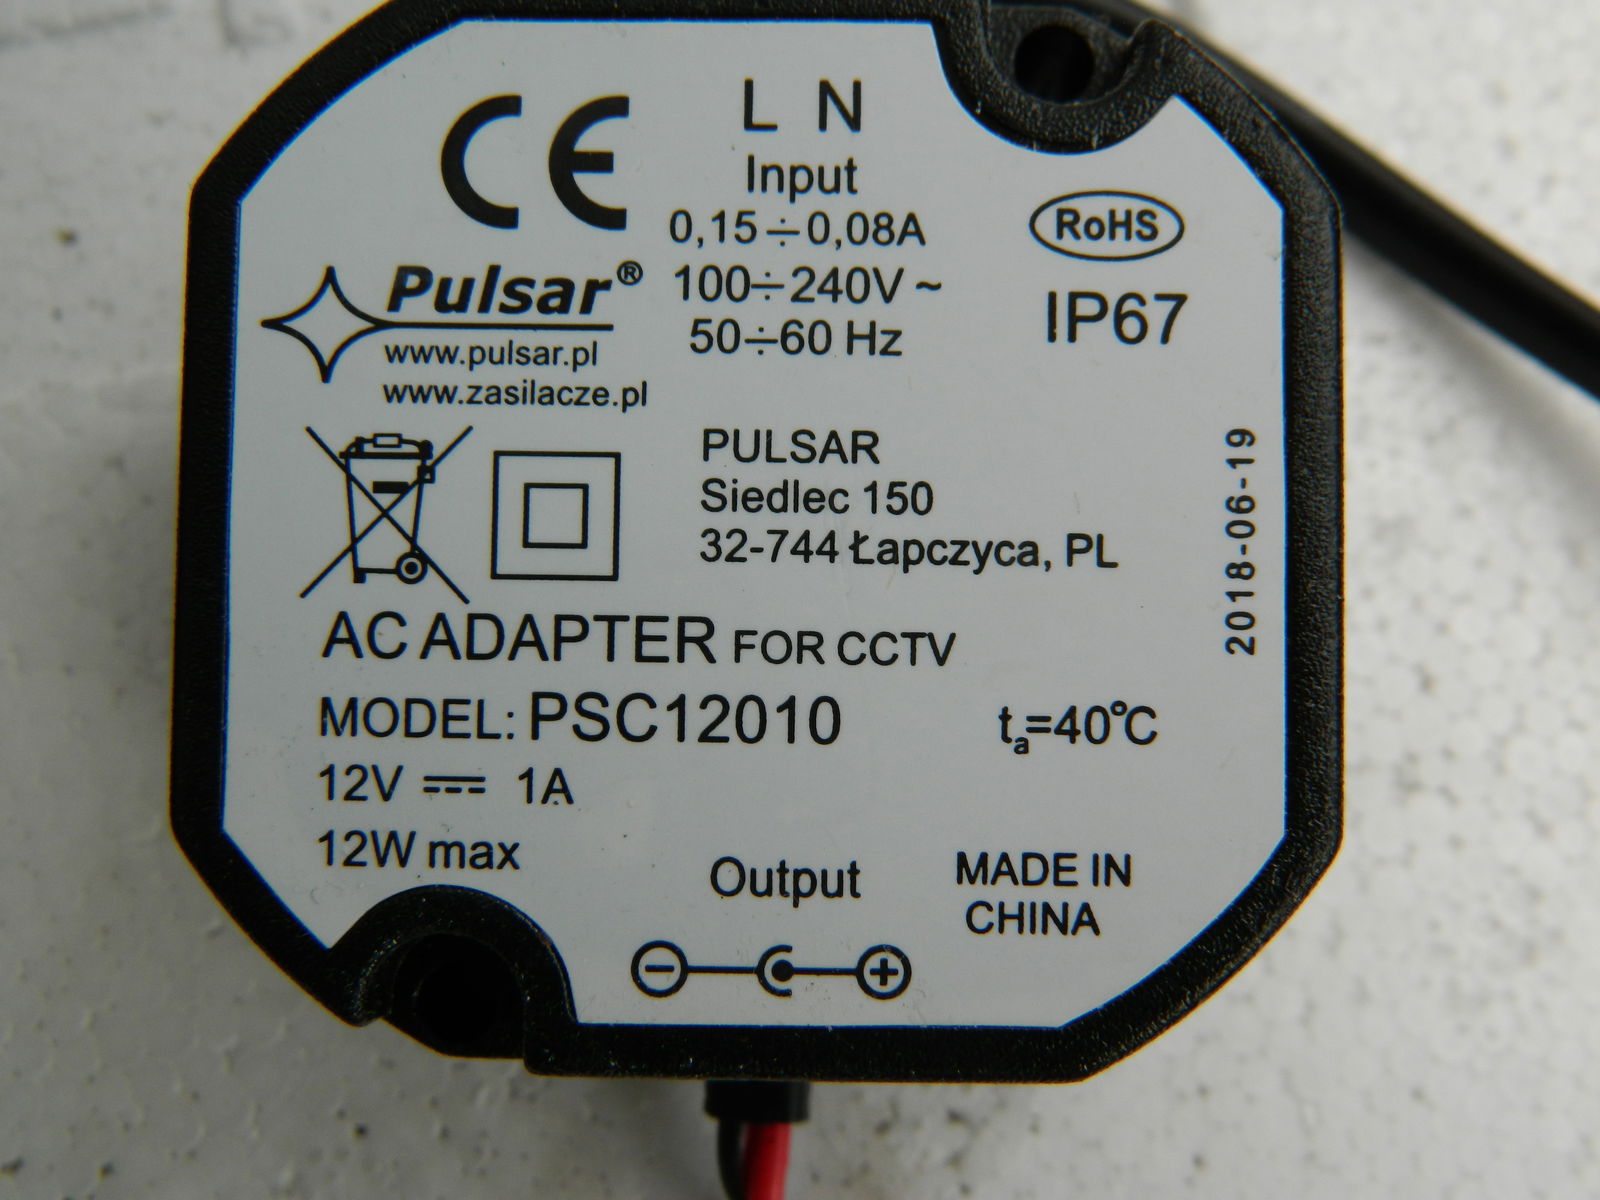 CE
L N
Input
0,15÷0,08A
100÷240V ~
50÷60 Hz
RoHS
IP67
Pulsar®
www.pulsar.pl
www.zasilacze.pl
PULSAR
Siedlec 150
32-744 Łapczyca, PL
2018-06-19
AC ADAPTER FOR CCTV
MODEL: PSC12010
ta=40°C
12V ⎓ 1A
12W max
Output
MADE IN
CHINA